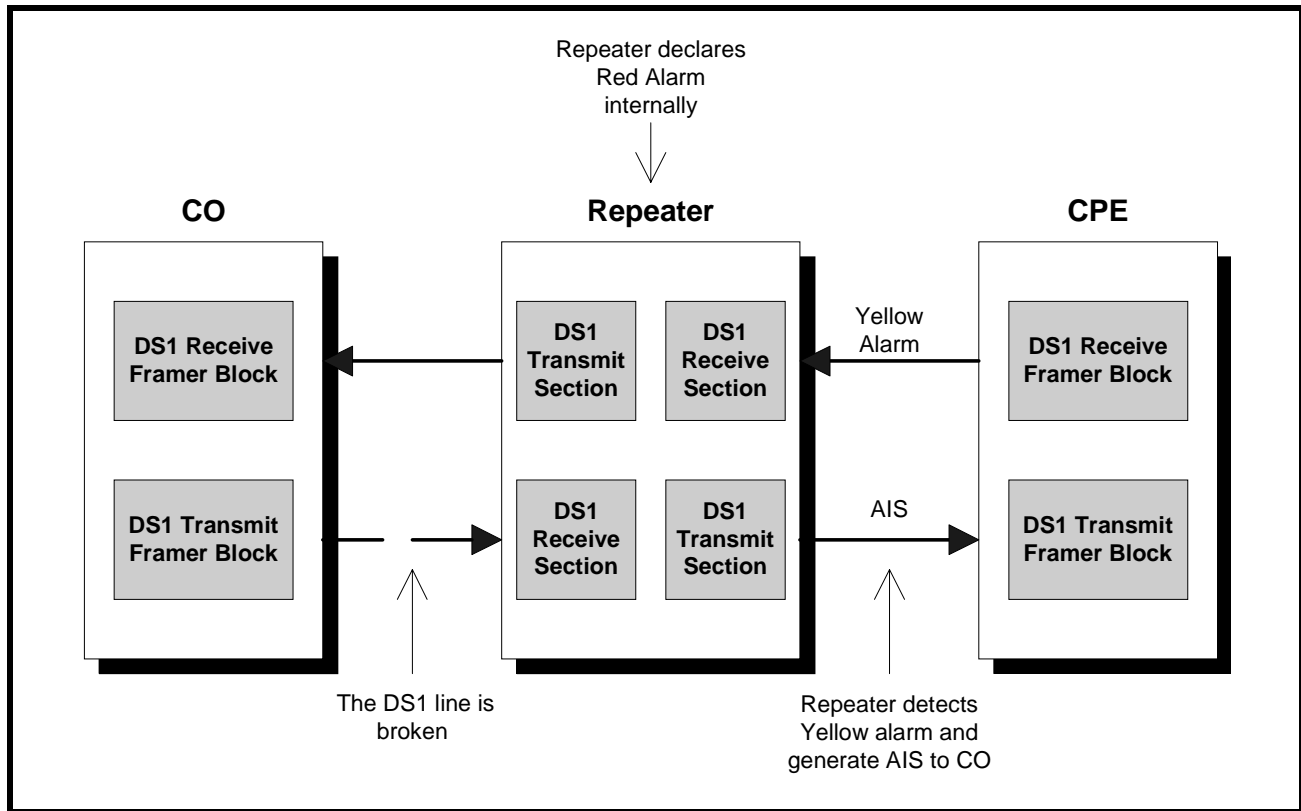 Repeater declares
Red Alarm
internally
CO
Repeater
CPE
DS1 Receive
Framer Block
DS1
Transmit
Section
DS1
Receive
Section
Yellow
Alarm
DS1 Receive
Framer Block
DS1 Transmit
Framer Block
DS1
Receive
Section
DS1
Transmit
Section
AIS
DS1 Transmit
Framer Block
The DS1 line is
broken
Repeater detects
Yellow alarm and
generate AIS to CO